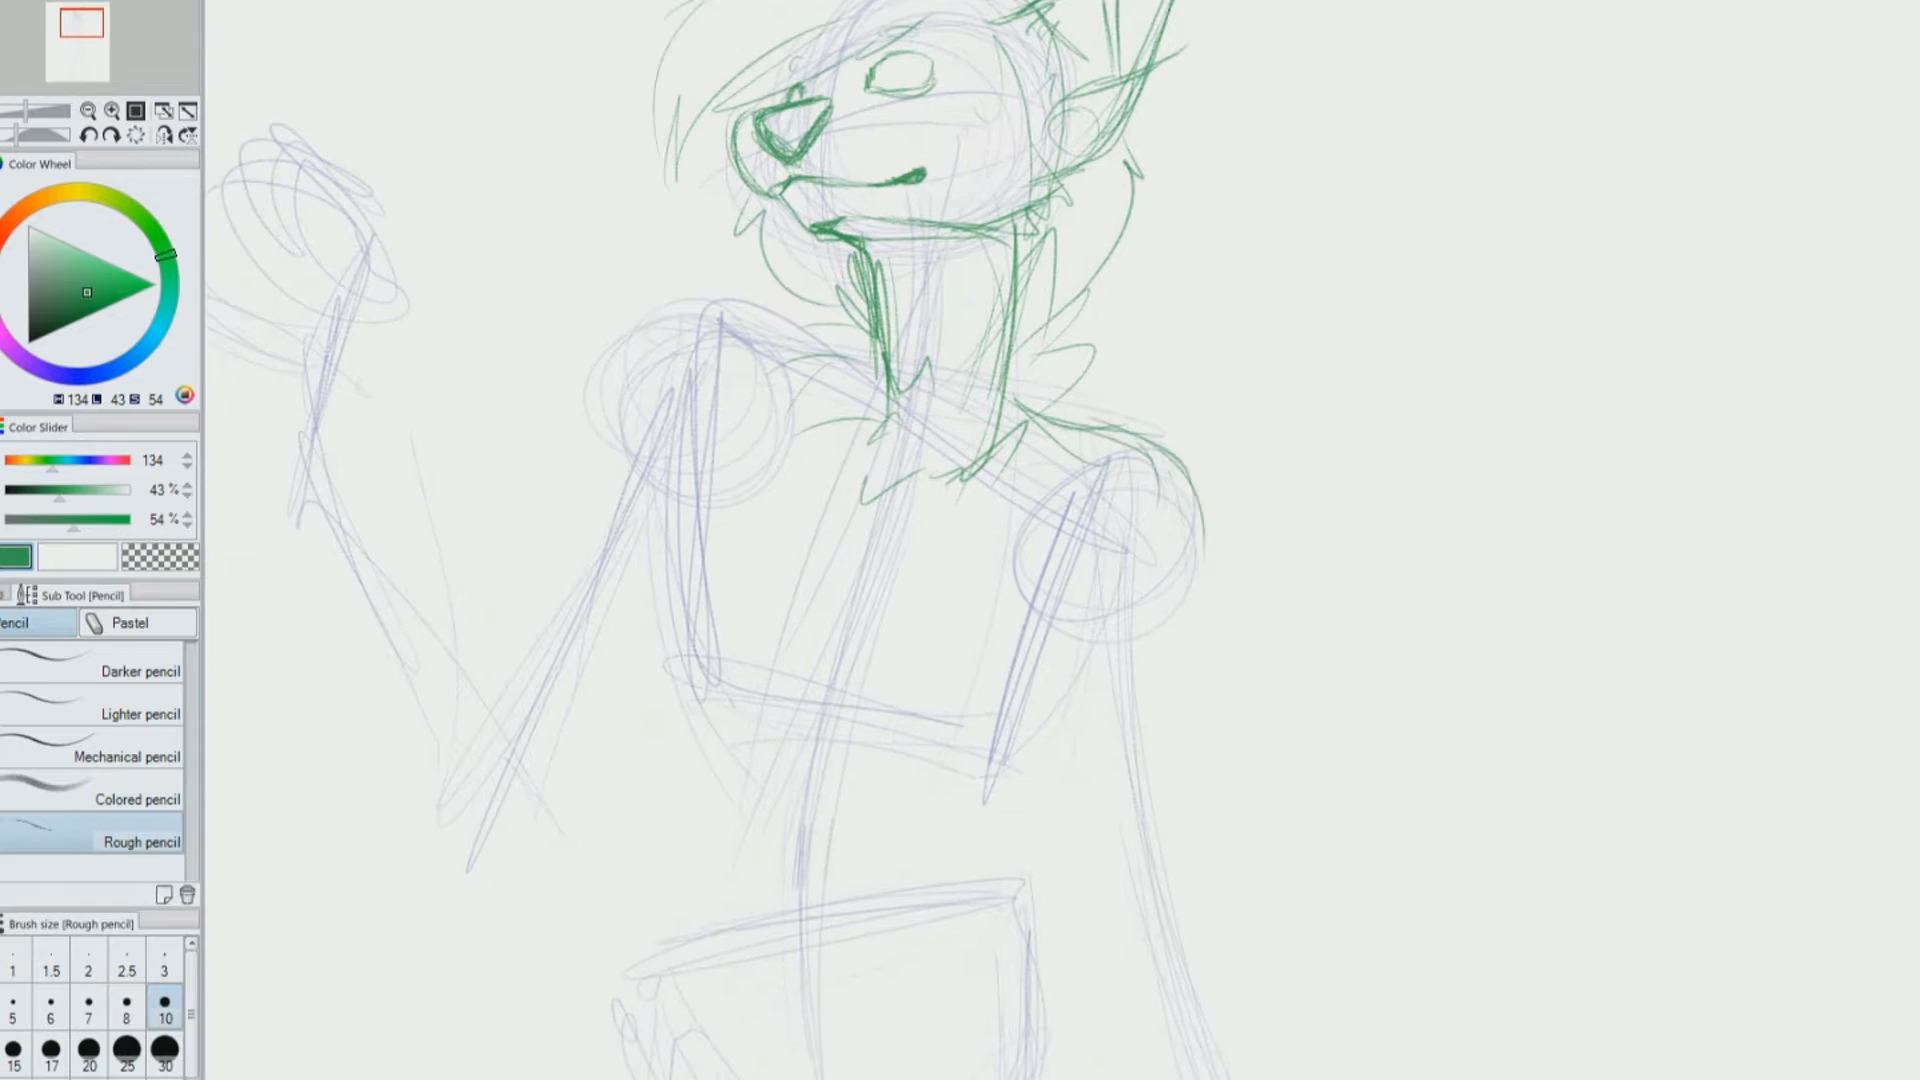 Color Wheel
H 134 L 43 S 54
Color Slider
134
43 %
54 %
Sub Tool [Pencil]
encil Pastel
Darker pencil
Lighter pencil
Mechanical pencil
Colored pencil
Rough pencil
Brush size [Rough pencil]
1 1.5 2 2.5 3
5 6 7 8 10
15 17 20 25 30